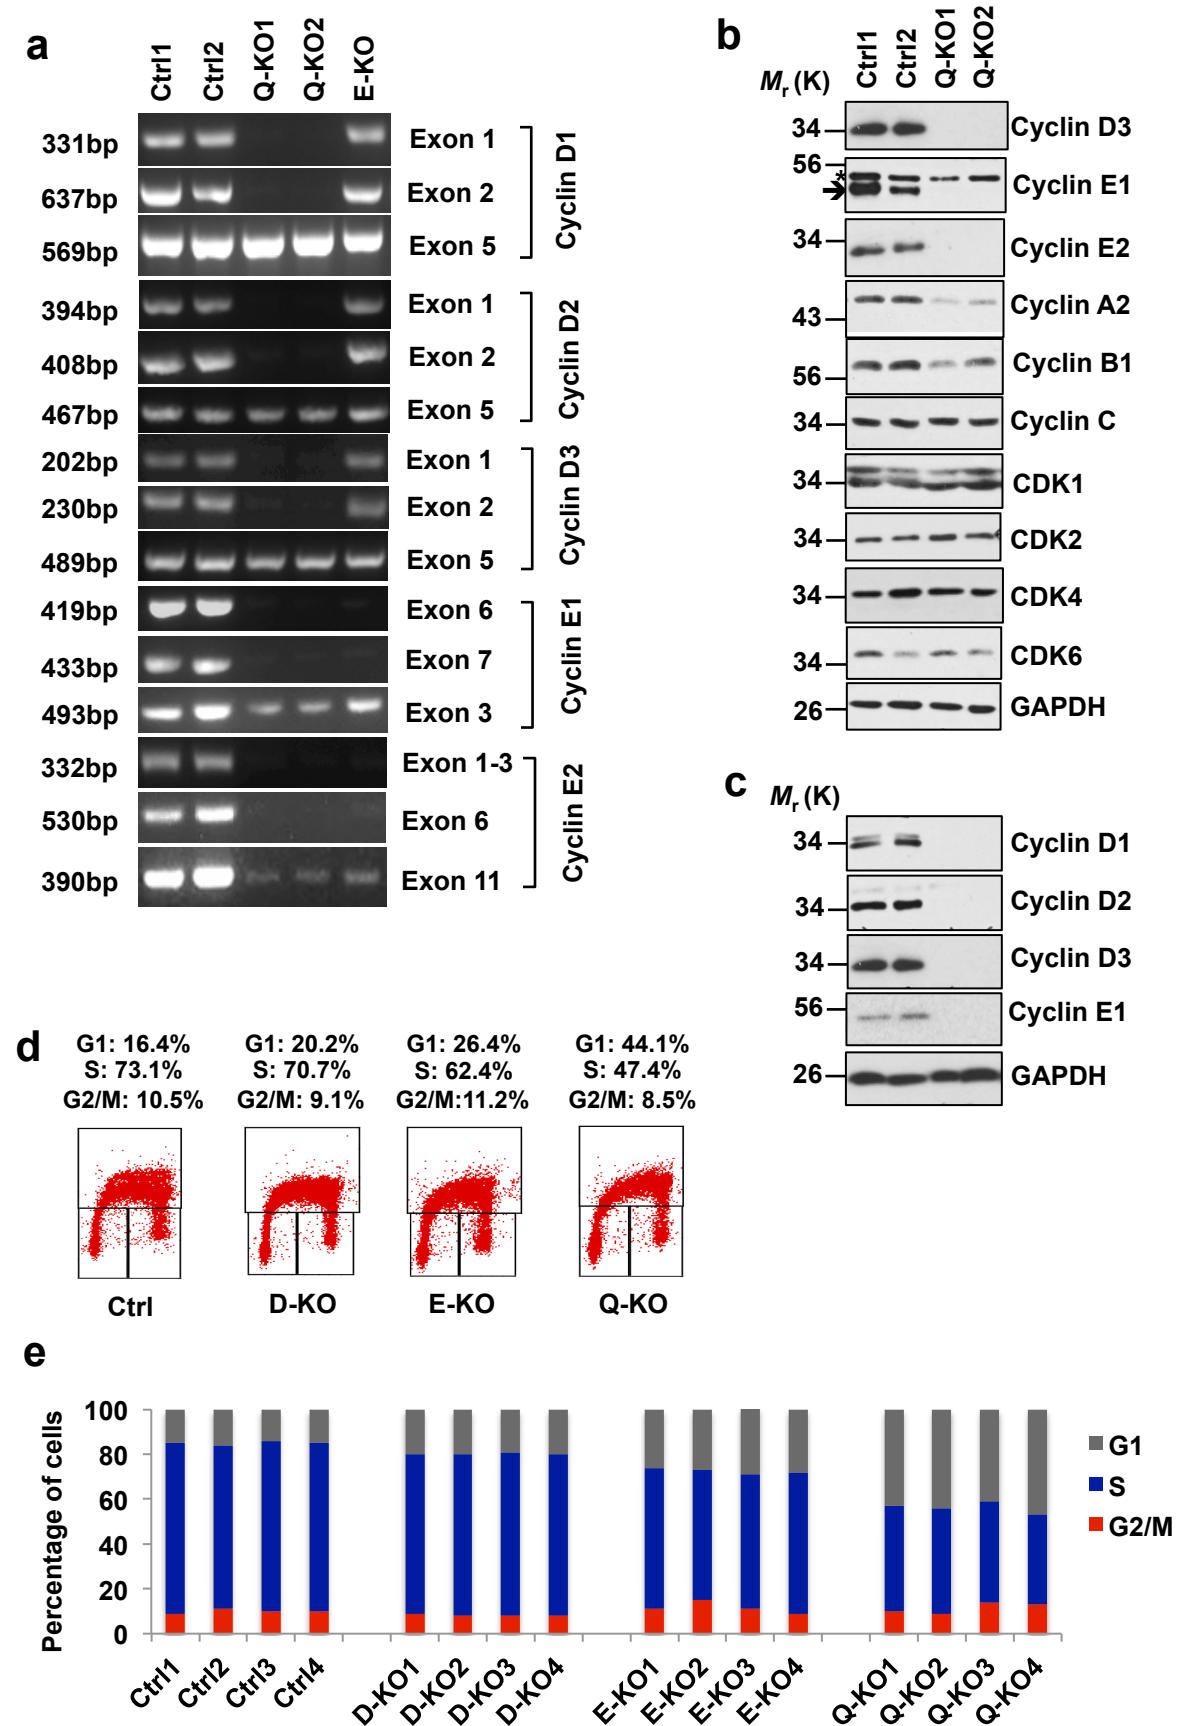 a
Ctrl1 Ctrl2 Q-KO1 Q-KO2 E-KO
331bp Exon 1
637bp Exon 2
569bp Exon 5
Cyclin D1
394bp Exon 1
408bp Exon 2
467bp Exon 5
Cyclin D2
202bp Exon 1
230bp Exon 2
489bp Exon 5
Cyclin D3
419bp Exon 6
433bp Exon 7
493bp Exon 3
Cyclin E1
332bp Exon 1-3
530bp Exon 6
390bp Exon 11
Cyclin E2
b
Ctrl1 Ctrl2 Q-KO1 Q-KO2
Mr (K)
34 Cyclin D3
56
* Cyclin E1
34 Cyclin E2
43 Cyclin A2
56 Cyclin B1
34 Cyclin C
34 CDK1
34 CDK2
34 CDK4
34 CDK6
26 GAPDH
c
Mr (K)
34 Cyclin D1
34 Cyclin D2
34 Cyclin D3
56 Cyclin E1
26 GAPDH
d
G1: 16.4% G1: 20.2% G1: 26.4% G1: 44.1%
S: 73.1% S: 70.7% S: 62.4% S: 47.4%
G2/M: 10.5% G2/M: 9.1% G2/M:11.2% G2/M: 8.5%
Ctrl D-KO E-KO Q-KO
e
Percentage of cells
100
80
60
40
20
0
Ctrl1 Ctrl2 Ctrl3 Ctrl4 D-KO1 D-KO2 D-KO3 D-KO4 E-KO1 E-KO2 E-KO3 E-KO4 Q-KO1 Q-KO2 Q-KO3 Q-KO4
G1
S
G2/M